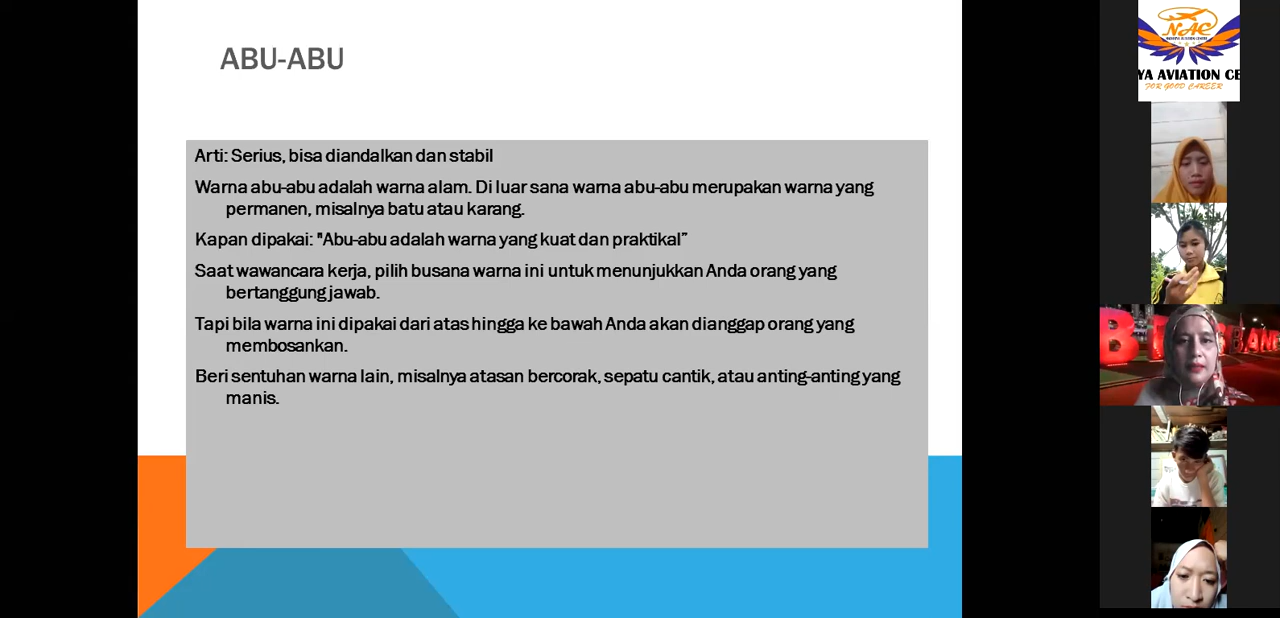 ABU-ABU
Arti: Serius, bisa diandalkan dan stabil
Warna abu-abu adalah warna alam. Di luar sana warna abu-abu merupakan warna yang
permanen, misalnya batu atau karang.
Kapan dipakai: "Abu-abu adalah warna yang kuat dan praktikal”
Saat wawancara kerja, pilih busana warna ini untuk menunjukkan Anda orang yang
bertanggung jawab.
Tapi bila warna ini dipakai dari atas hingga ke bawah Anda akan dianggap orang yang
membosankan.
Beri sentuhan warna lain, misalnya atasan bercorak, sepatu cantik, atau anting-anting yang
manis.
NAC
YA AVIATION CE
FOR GOOD CAREER
B